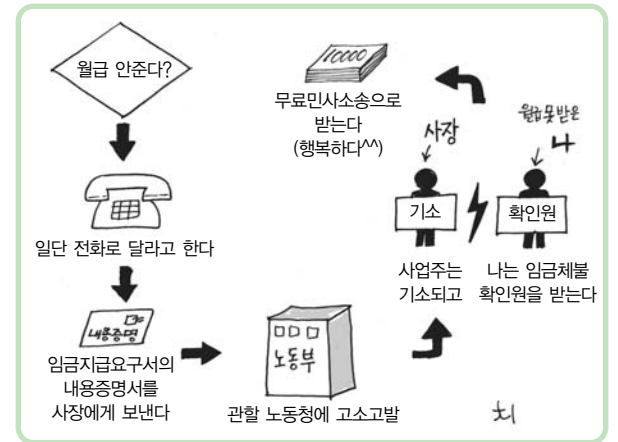 월급 안준다?
일단 전화로 달라고 한다
내용증명
임금지급요구서의
내용증명서를
사장에게 보낸다
노동부
관할 노동청에 고소고발
사장
기소
사업주는
기소되고
월급못받은
나
확인원
나는 임금체불
확인원을 받는다
10000
무료민사소송으로
받는다
(행복하다^^)